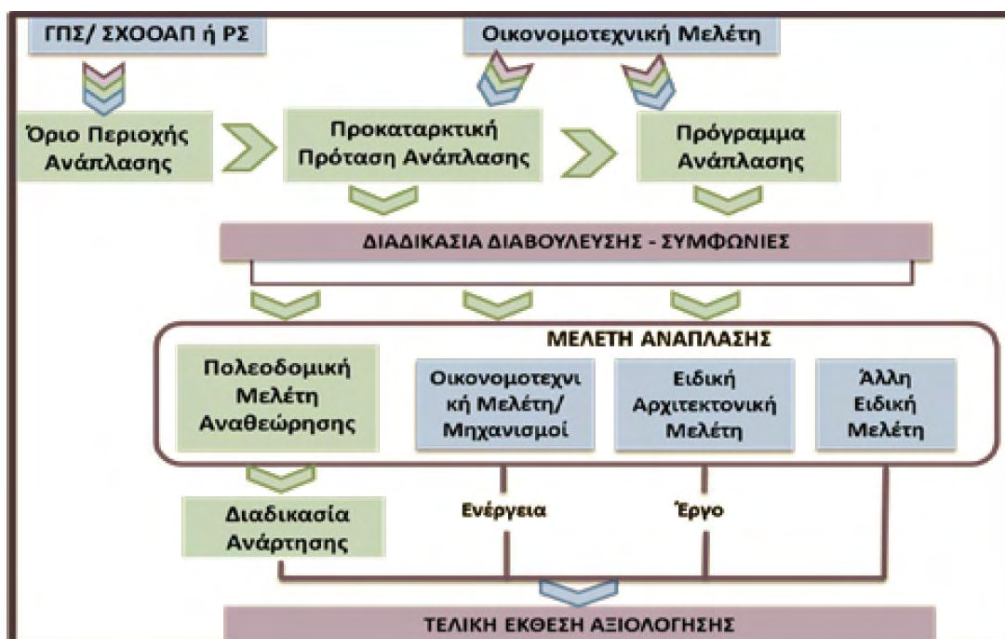 ΓΠΣ/ ΣΧΟΟΑΠ ή ΡΣ
Οικονομοτεχνική Μελέτη
Όριο Περιοχής
Ανάπλασης
Προκαταρκτική
Πρόταση Ανάπλασης
Πρόγραμμα
Ανάπλασης
ΔΙΑΔΙΚΑΣΙΑ ΔΙΑΒΟΥΛΕΥΣΗΣ - ΣΥΜΦΩΝΙΕΣ
ΜΕΛΕΤΗ ΑΝΑΠΛΑΣΗΣ
Πολεοδομική
Μελέτη
Αναθεώρησης
Οικονομοτεχνι
κή Μελέτη/
Μηχανισμοί
Ειδική
Αρχιτεκτονική
Μελέτη
Άλλη
Ειδική
Μελέτη
Διαδικασία
Ανάρτησης
Ενέργεια
Έργο
ΤΕΛΙΚΗ ΕΚΘΕΣΗ ΑΞΙΟΛΟΓΗΣΗΣ